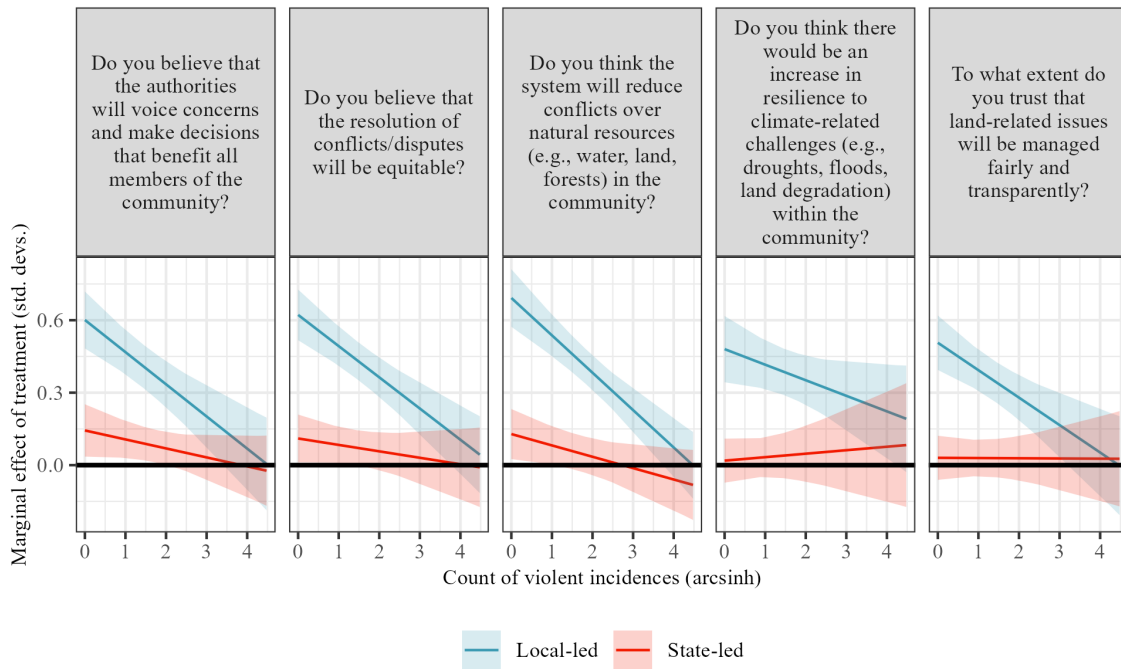 Do you believe that
the authorities
will voice concerns
and make decisions
that benefit all
members of the
community?
Do you believe that
the resolution of
conflicts/disputes
will be equitable?
Do you think the
system will reduce
conflicts over
natural resources
(e.g., water, land,
forests) in the
community?
Do you think there
would be an
increase in
resilience to
climate-related
challenges (e.g.,
droughts, floods,
land degradation)
within the
community?
To what extent do
you trust that
land-related issues
will be managed
fairly and
transparently?
Marginal effect of treatment (std. devs.)
0.6
0.3
0.0
0 1 2 3 4
0 1 2 3 4
0 1 2 3 4
0 1 2 3 4
0 1 2 3 4
Count of violent incidences (arcsinh)
Local-led
State-led